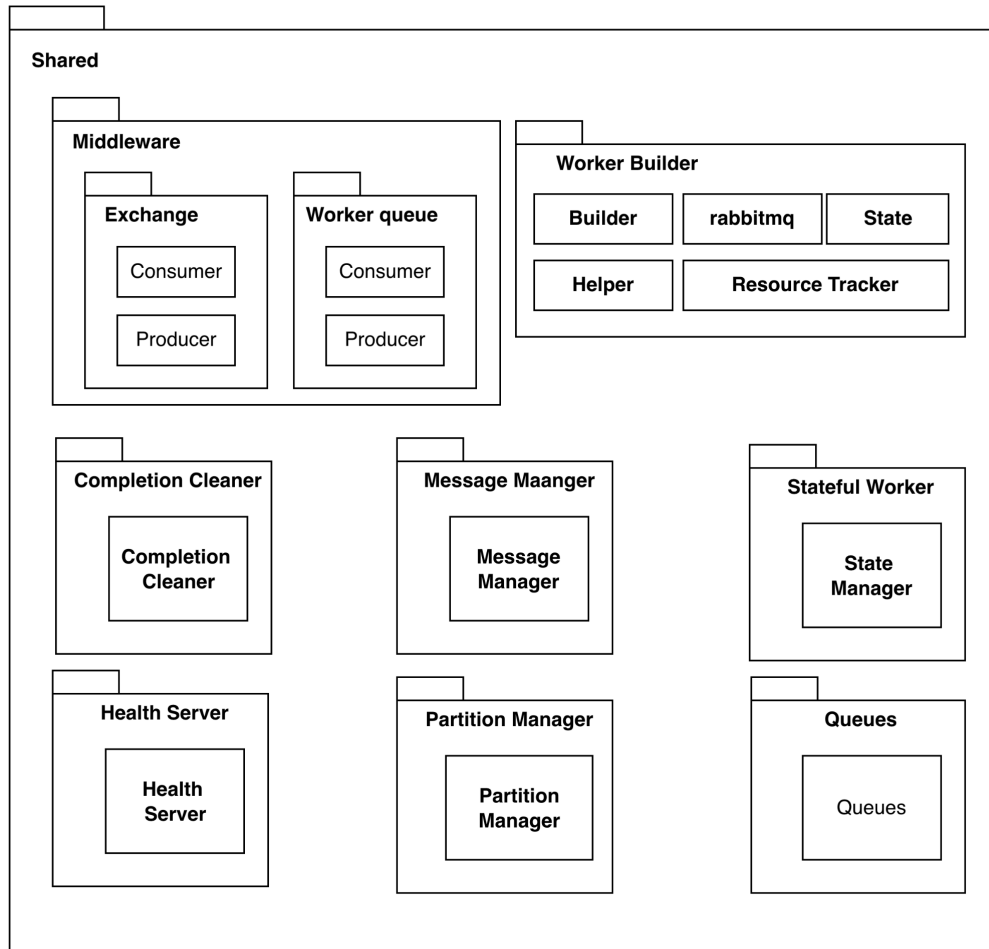 Shared
Middleware
Exchange
Consumer
Producer
Worker queue
Consumer
Producer
Worker Builder
Builder
rabbitmq
State
Helper
Resource Tracker
Completion Cleaner
Completion
Cleaner
Message Maanger
Message
Manager
Stateful Worker
State
Manager
Health Server
Health
Server
Partition Manager
Partition
Manager
Queues
Queues